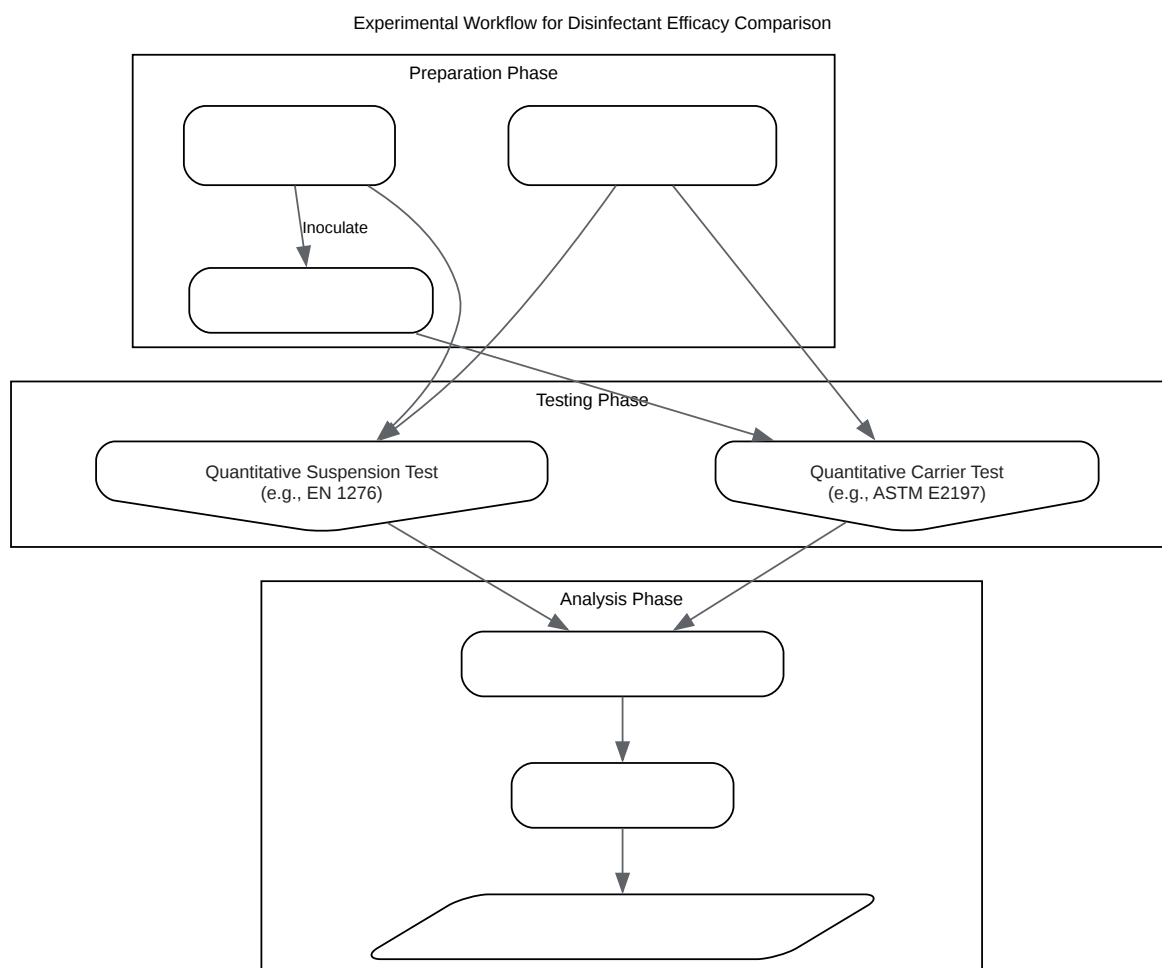 Experimental Workflow for Disinfectant Efficacy Comparison
Preparation Phase
Inoculate
Testing Phase
Quantitative Suspension Test
(e.g., EN 1276)
Quantitative Carrier Test
(e.g., ASTM E2197)
Analysis Phase